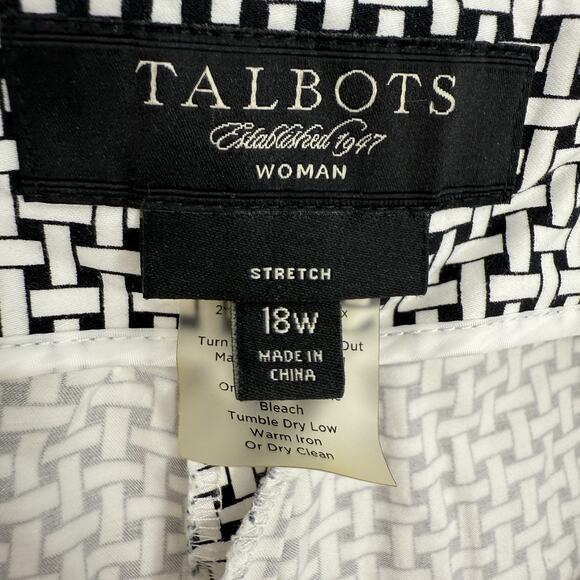 TALBOTS
Established 1947
WOMAN
STRETCH
18W
MADE IN
CHINA
Turn Out
Bleach
Tumble Dry Low
Warm Iron
Or Dry Clean